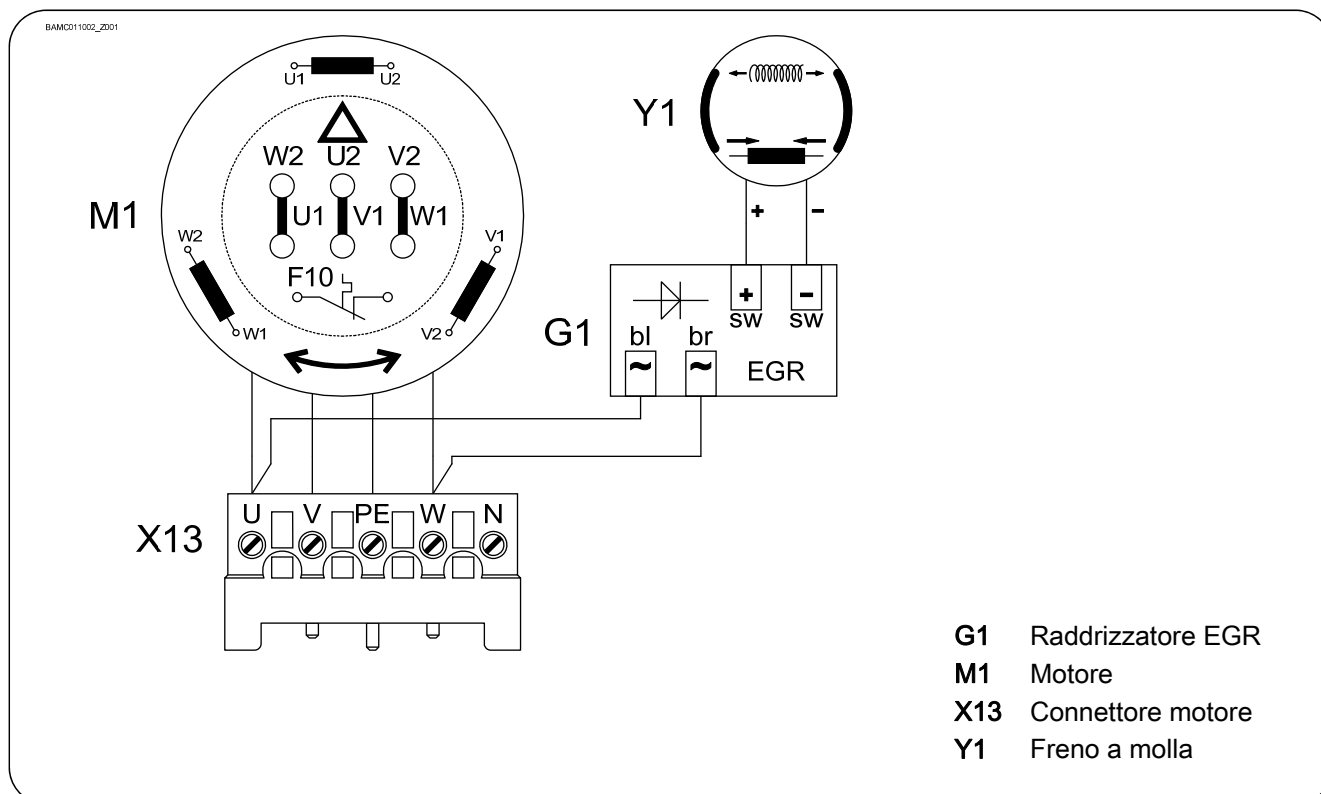 BAMC011002_Z001
U1 U2
Y1
W2 U2 V2
M1
U1 V1 W1
+ -
W2 V1
F10
+ -
sw sw
G1
bl br
W1 V2
~ ~ EGR
U V PE W N
X13
G1 Raddrizzatore EGR
M1 Motore
X13 Connettore motore
Y1 Freno a molla